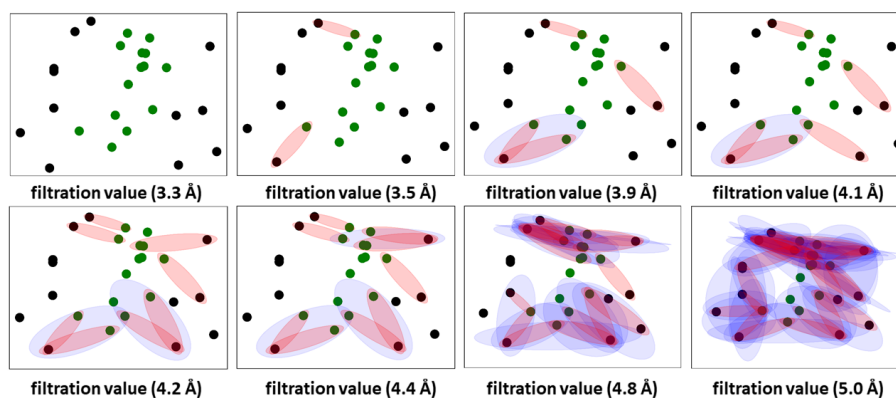 filtration value (3.3 Å)
filtration value (3.5 Å)
filtration value (3.9 Å)
filtration value (4.1 Å)
filtration value (4.2 Å)
filtration value (4.4 Å)
filtration value (4.8 Å)
filtration value (5.0 Å)